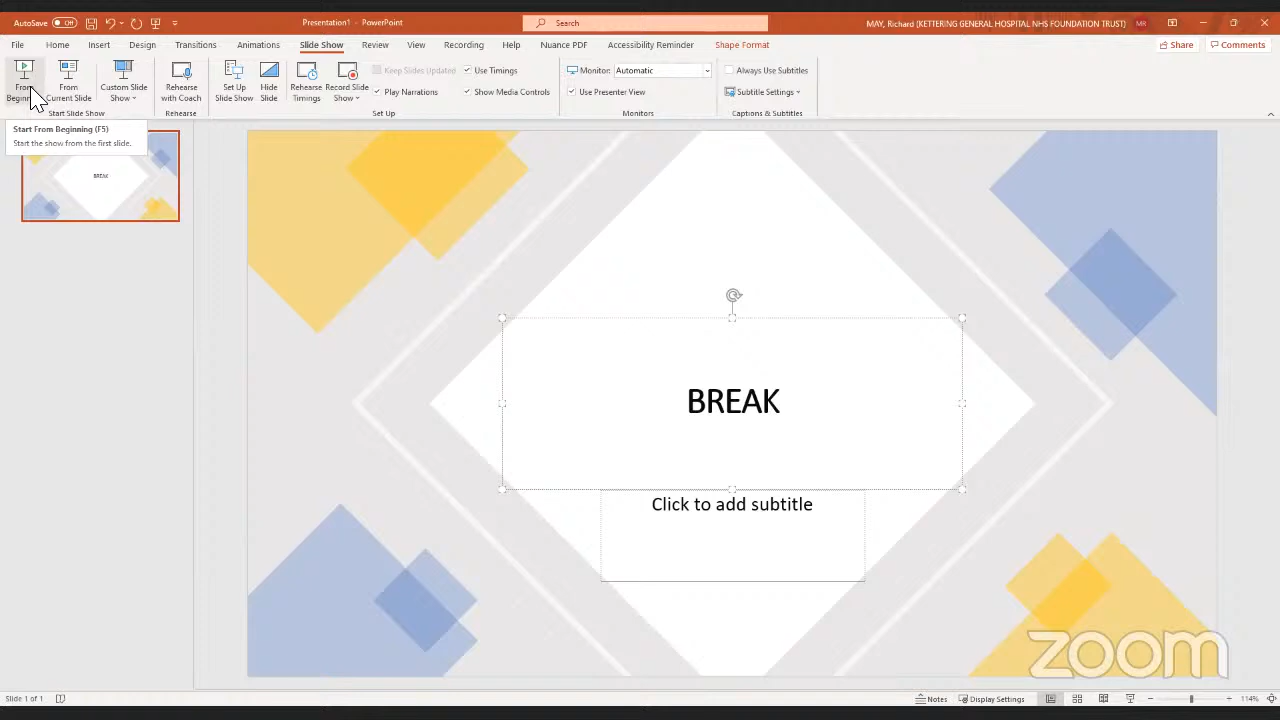 AutoSave Off Presentation1 - PowerPoint Search MAY, Richard (KETTERING GENERAL HOSPITAL NHS FOUNDATION TRUST) MR
File Home Insert Design Transitions Animations Slide Show Review View Recording Help Nuance PDF Accessibility Reminder Shape Format Share Comments
From Beginning
From Current Slide
Custom Slide Show
Rehearse with Coach
Set Up Slide Show
Hide Slide
Rehearse Timings
Record Slide Show
Keep Slides Updated
Use Timings
Play Narrations
Show Media Controls
Monitor: Automatic
Use Presenter View
Always Use Subtitles
Subtitle Settings
Start Slide Show Rehearse Set Up Monitors Captions & Subtitles
Start From Beginning (F5)
Start the show from the first slide.
BREAK
BREAK
Click to add subtitle
zoom
Slide 1 of 1 Notes Display Settings 114%